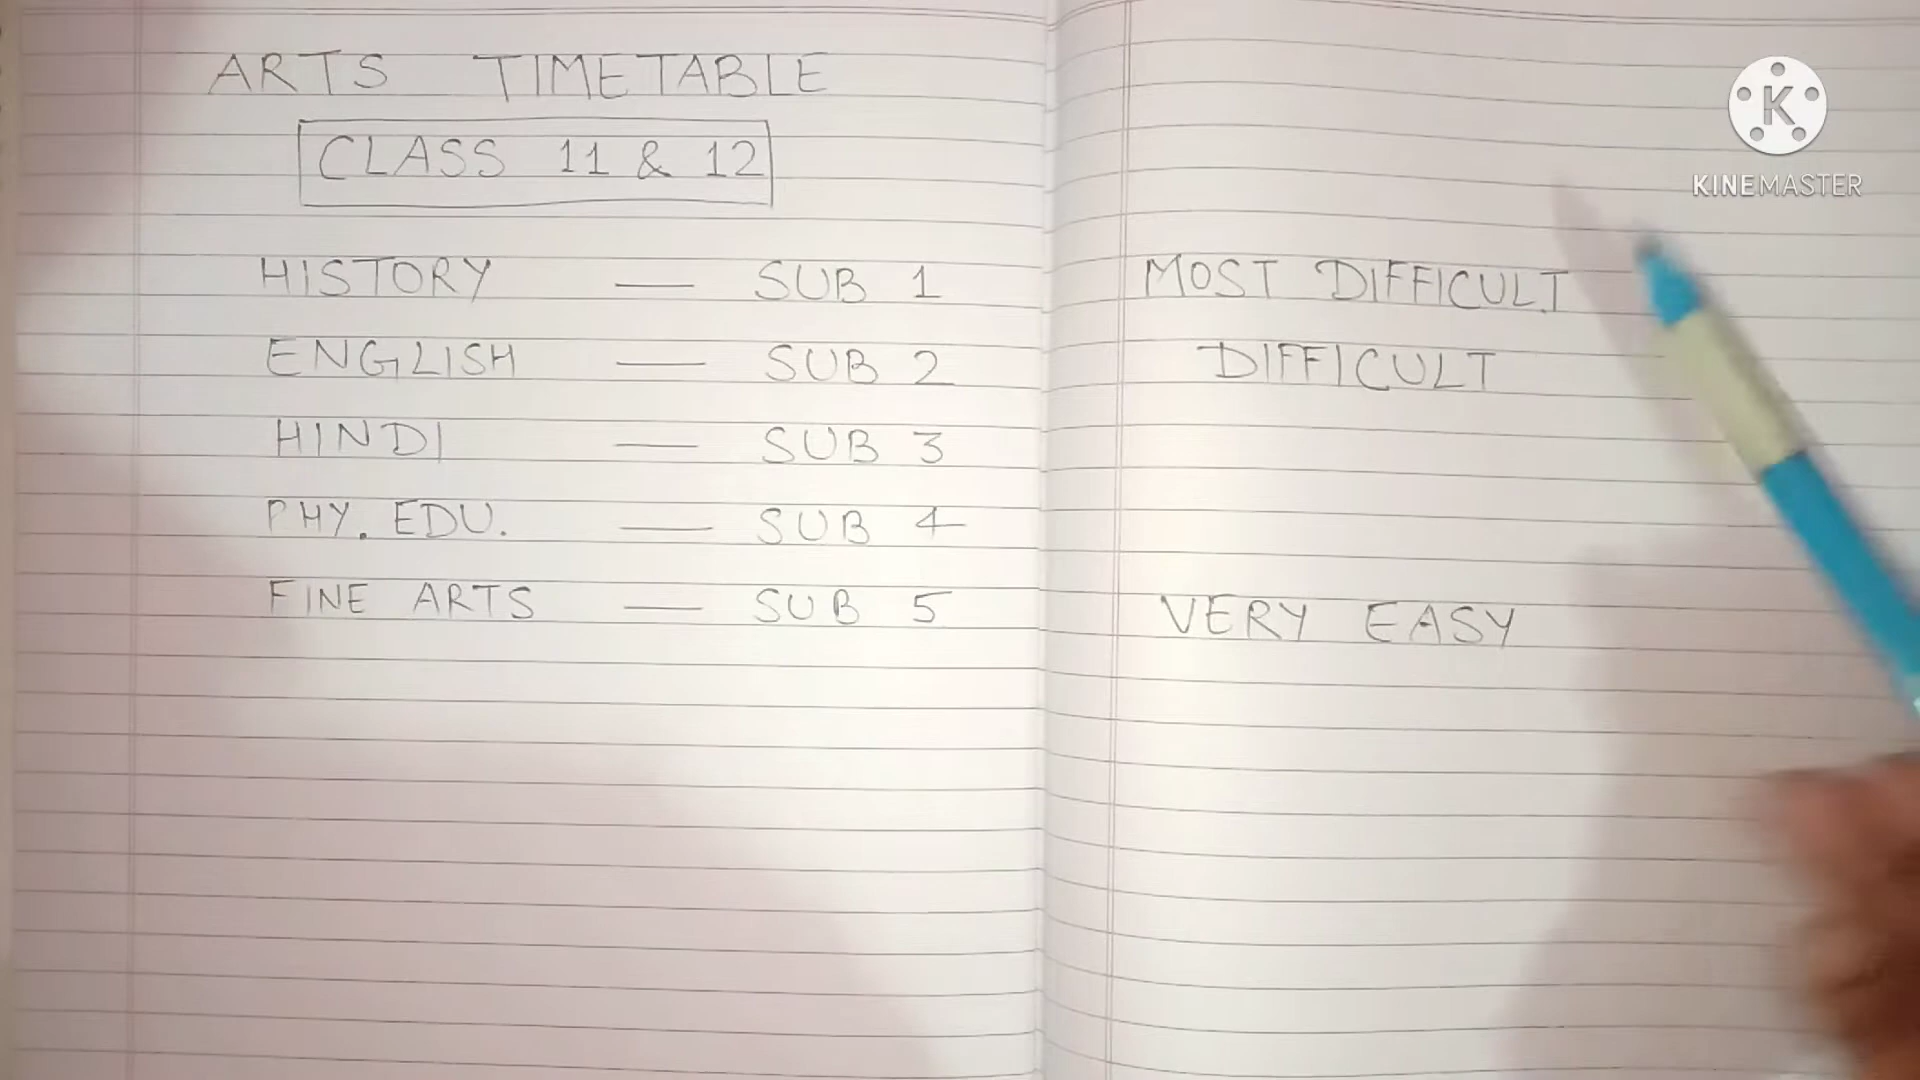 ARTS TIMETABLE
CLASS 11 & 12
HISTORY — SUB 1 MOST DIFFICULT
ENGLISH — SUB 2 DIFFICULT
HINDI — SUB 3
PHY. EDU. — SUB 4
FINE ARTS — SUB 5 VERY EASY
K
KINEMASTER